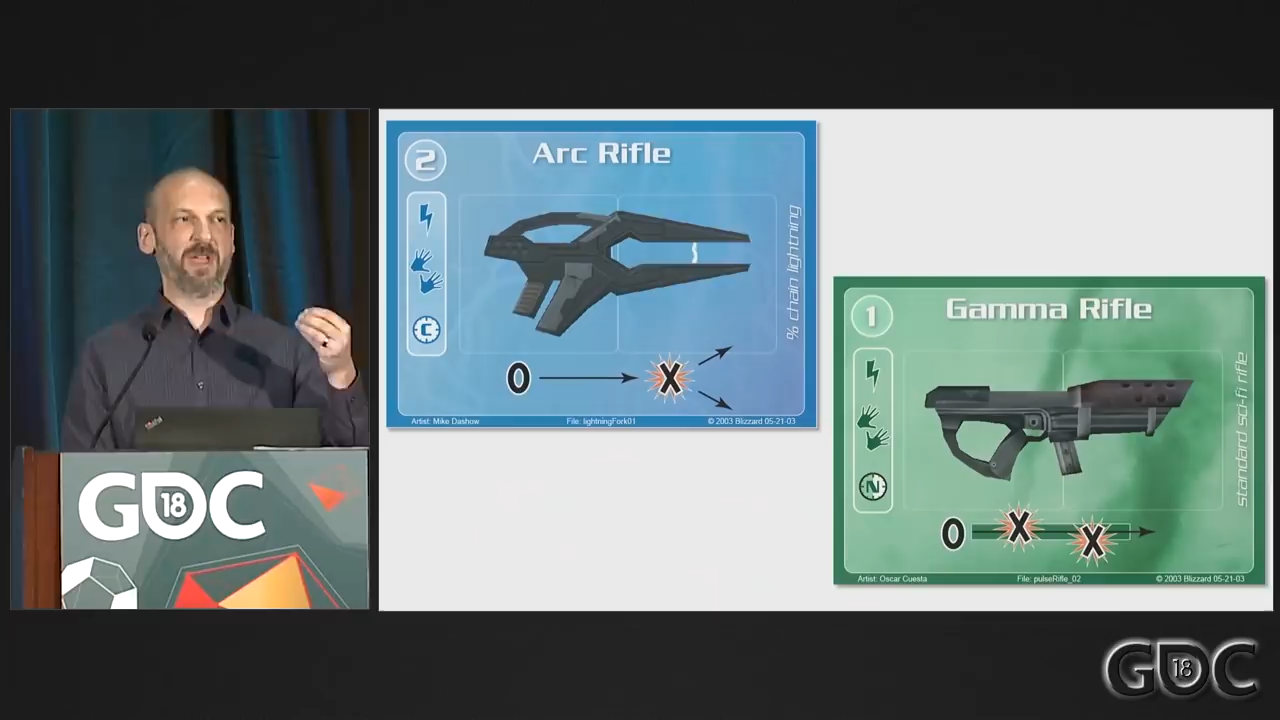 GDC
18
2
Arc Rifle
C
% chain lightning
O
X
Artist: Mike Dashow
File: lightningFork01
© 2003 Blizzard 05-21-03
1
Gamma Rifle
N
standard sci-fi rifle
O
X
X
Artist: Oscar Cuesta
File: pulseRifle_02
© 2003 Blizzard 05-21-03
GDC
18